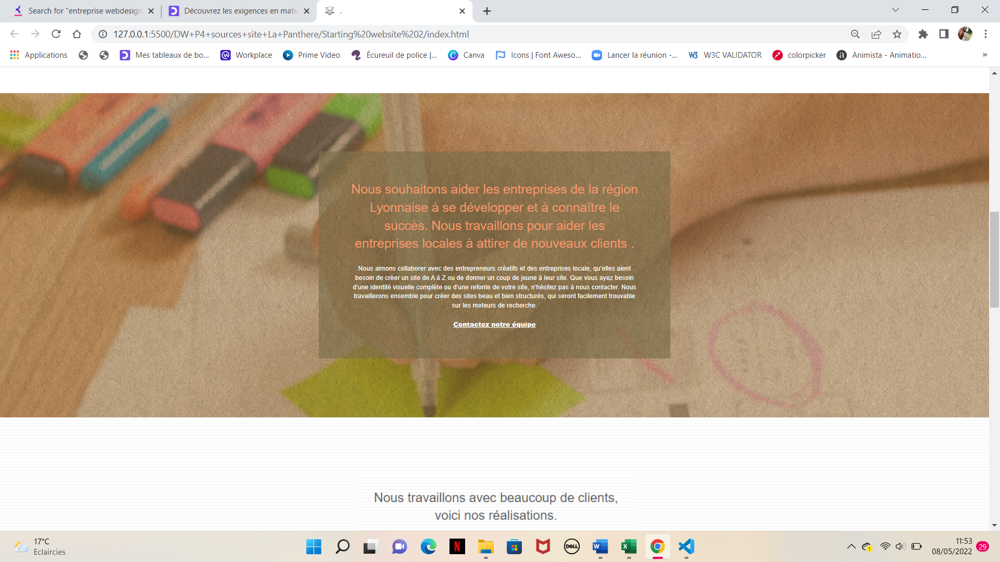 Search for "entreprise webdesign
Découvrez les exigences en matiè
.
127.0.0.1:5500/DW+P4+sources+site+La+Panthere/Starting%20website%202/index.html
Applications
Mes tableaux de bo...
Workplace
Prime Video
Écureuil de police |...
Canva
Icons | Font Aweso...
Lancer la réunion -...
W3C VALIDATOR
colorpicker
Animista - Animatio...
»
Nous souhaitons aider les entreprises de la région
Lyonnaise à se développer et à connaître le
succès. Nous travaillons pour aider les
entreprises locales à attirer de nouveaux clients .
Nous aimons collaborer avec des entrepreneurs créatifs et des entreprises locale, qu'elles aient
besoin de créer un site de A à Z ou de donner un coup de jeune à leur site. Que vous ayez besoin
d'une identité visuelle complète ou d'une refonte de votre site, n'hésitez pas à nous contacter. Nous
travaillerons ensemble pour créer des sites beau et bien structurés, qui seront facilement trouvable
sur les moteurs de recherche.
Contactez notre équipe
Nous travaillons avec beaucoup de clients,
voici nos réalisations.
17°C
Eclaircies
11:53
08/05/2022
29